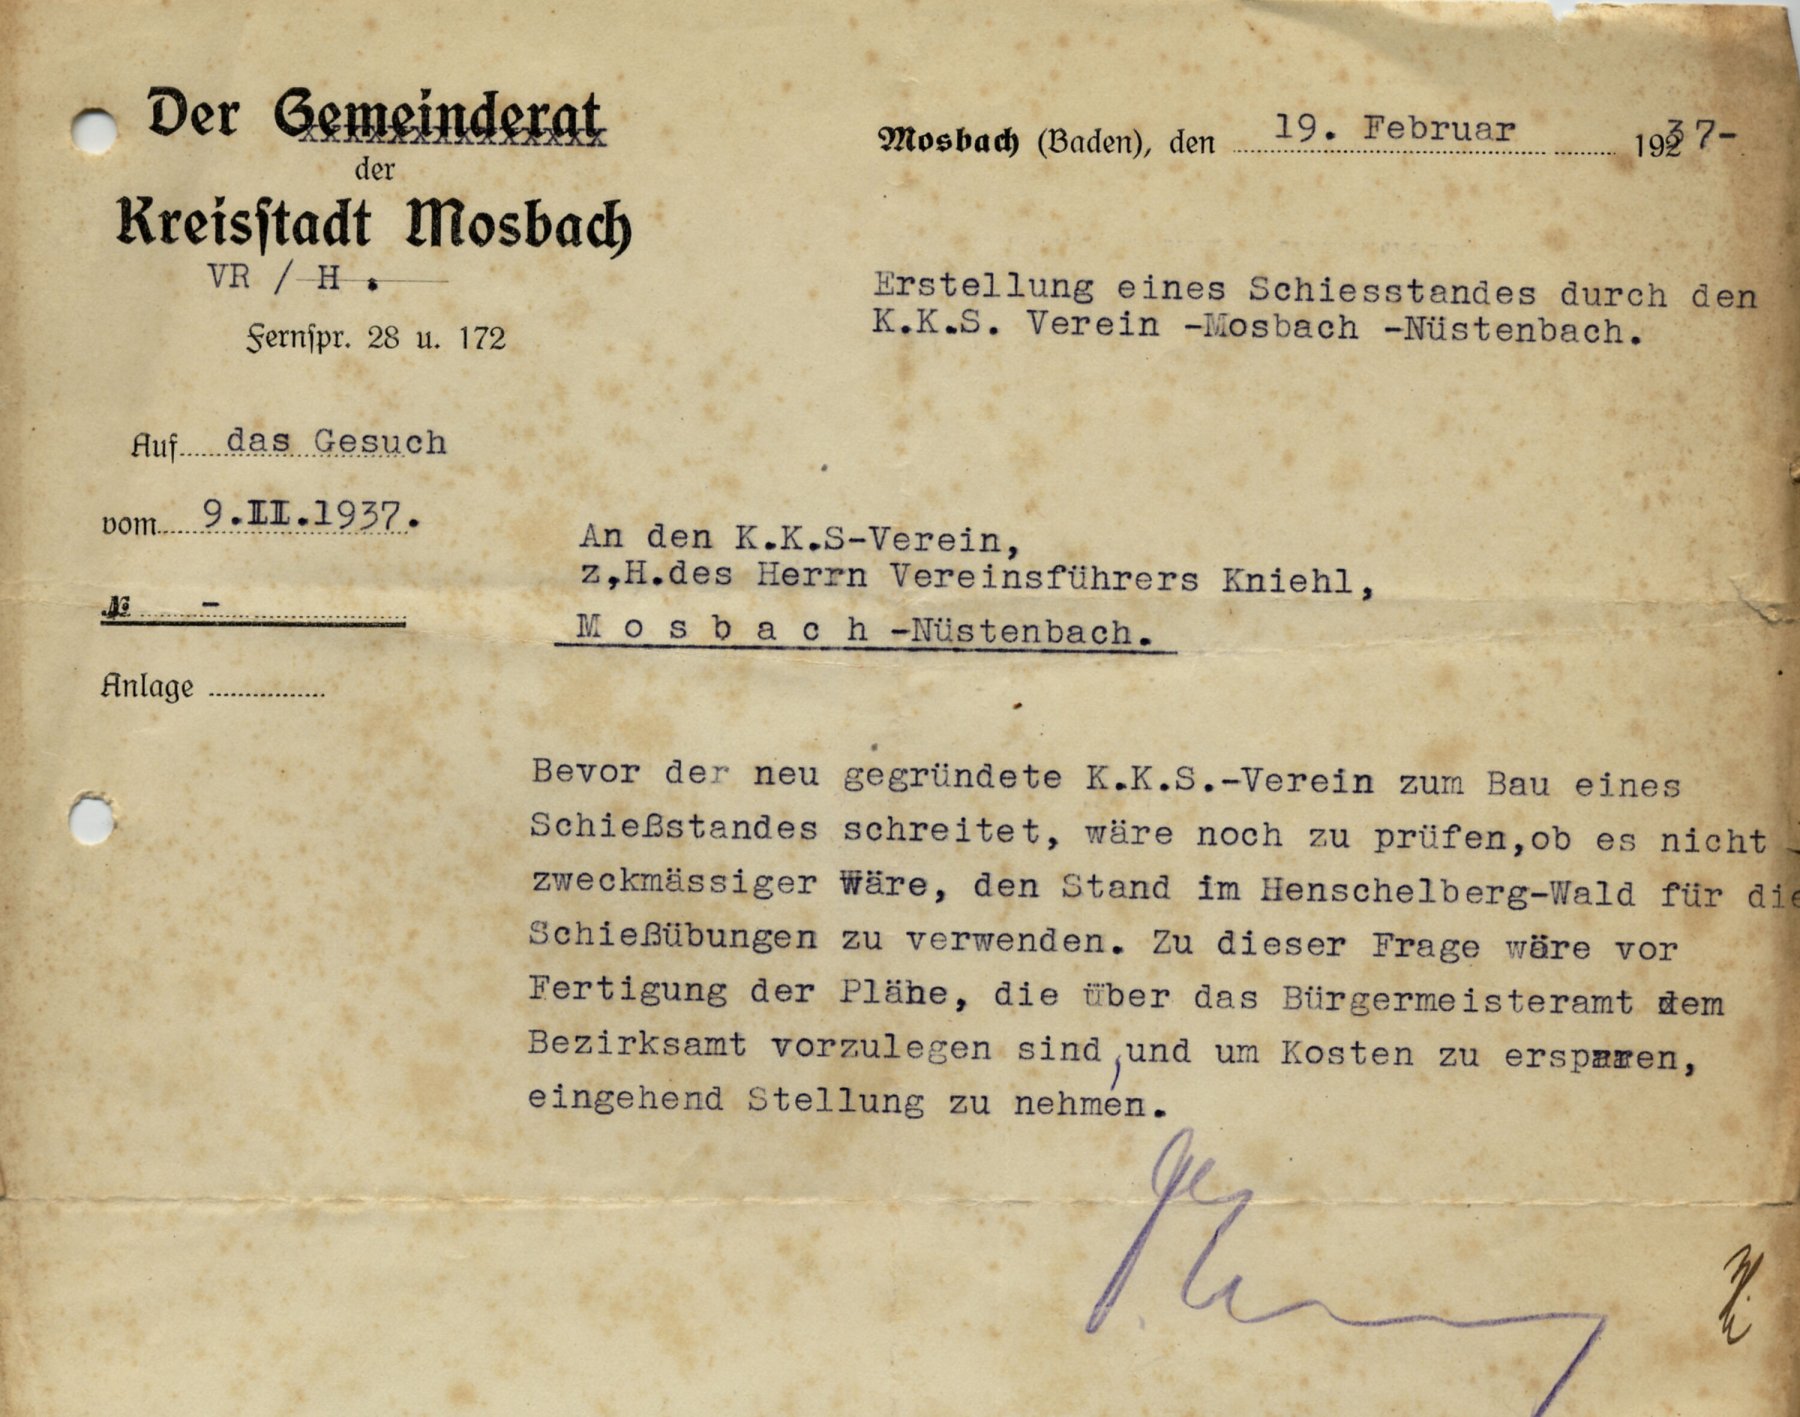 Der Gemeinderat
der
Kreisstadt Mosbach
VR / H.
Fernspr. 28 u. 172
Mosbach (Baden), den 19. Februar 1937-
Erstellung eines Schiesstandes durch den
K.K.S. Verein -Mosbach -Nüstenbach.
Auf das Gesuch
vom 9.II.1937.
№ -
Anlage
An den K.K.S-Verein,
z,H.des Herrn Vereinsführers Kniehl,
M o s b a c h -Nüstenbach.
Bevor der neu gegründete K.K.S.-Verein zum Bau eines
Schießstandes schreitet, wäre noch zu prüfen,ob es nicht
zweckmässiger wäre, den Stand im Henschelberg-Wald für die
Schießübungen zu verwenden. Zu dieser Frage wäre vor
Fertigung der Pläne, die über das Bürgermeisteramt dem
Bezirksamt vorzulegen sind,und um Kosten zu ersparen,
eingehend Stellung zu nehmen.